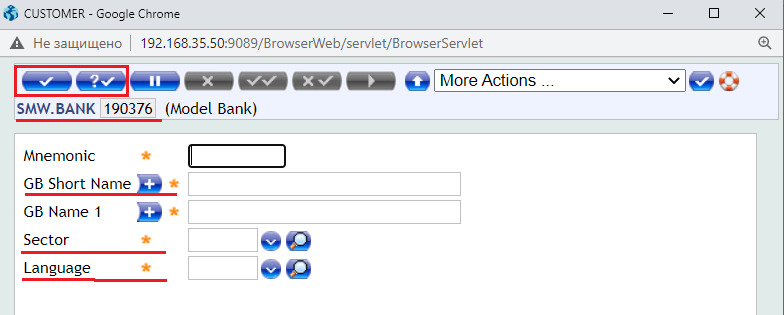 CUSTOMER - Google Chrome
Не защищено 192.168.35.50:9089/BrowserWeb/servlet/BrowserServlet
More Actions ...
SMW.BANK 190376 (Model Bank)
Mnemonic *
GB Short Name + *
GB Name 1 + *
Sector *
Language *